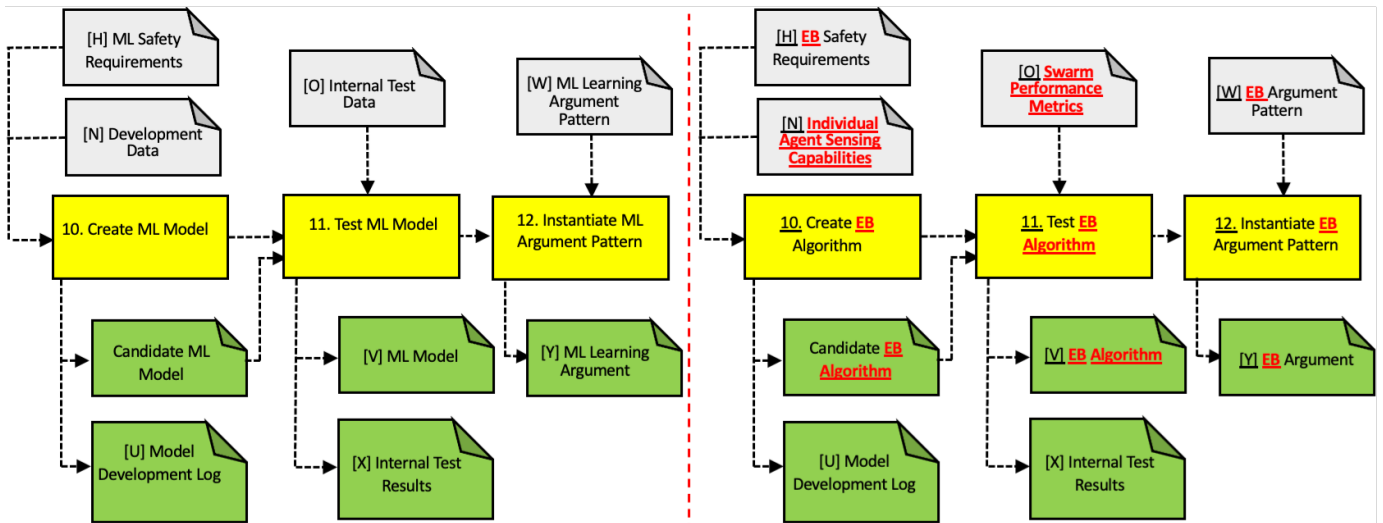 [H] ML Safety
Requirements
[N] Development
Data
[O] Internal Test
Data
[W] ML Learning
Argument
Pattern
10. Create ML Model
11. Test ML Model
12. Instantiate ML
Argument Pattern
Candidate ML
Model
[V] ML Model
[Y] ML Learning
Argument
[U] Model
Development Log
[X] Internal Test
Results
[H] EB Safety
Requirements
[N] Individual
Agent Sensing
Capabilities
[O] Swarm
Performance
Metrics
[W] EB Argument
Pattern
10. Create EB
Algorithm
11. Test EB
Algorithm
12. Instantiate EB
Argument Pattern
Candidate EB
Algorithm
[V] EB Algorithm
[Y] EB Argument
[U] Model
Development Log
[X] Internal Test
Results